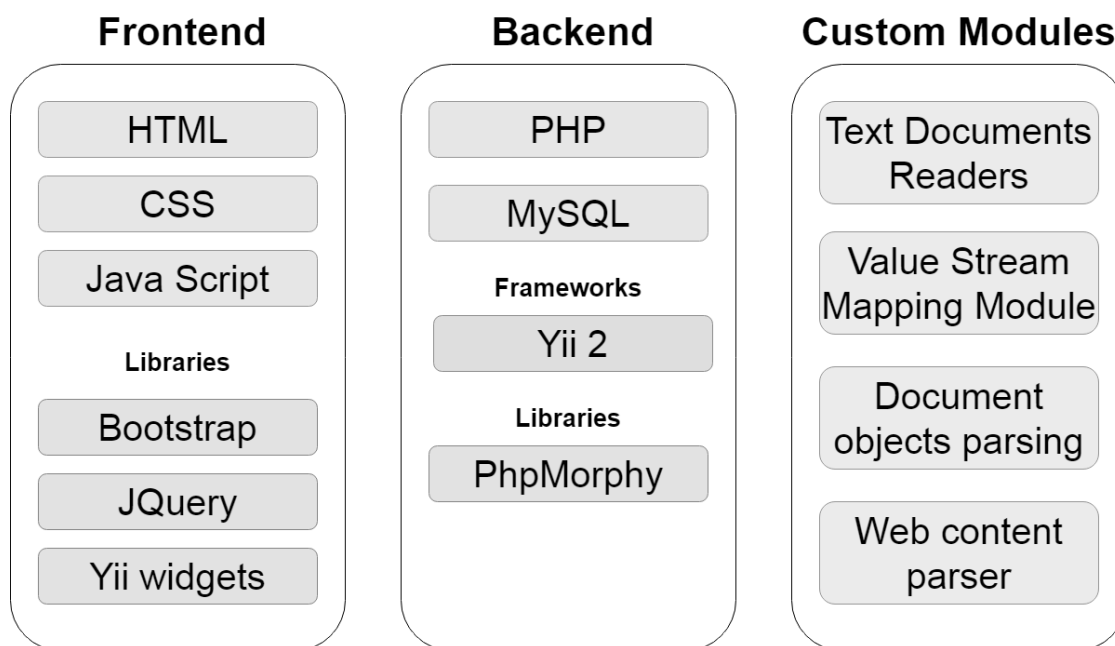 Frontend
HTML
CSS
Java Script
Libraries
Bootstrap
JQuery
Yii widgets
Backend
PHP
MySQL
Frameworks
Yii 2
Libraries
PhpMorphy
Custom Modules
Text Documents
Readers
Value Stream
Mapping Module
Document
objects parsing
Web content
parser